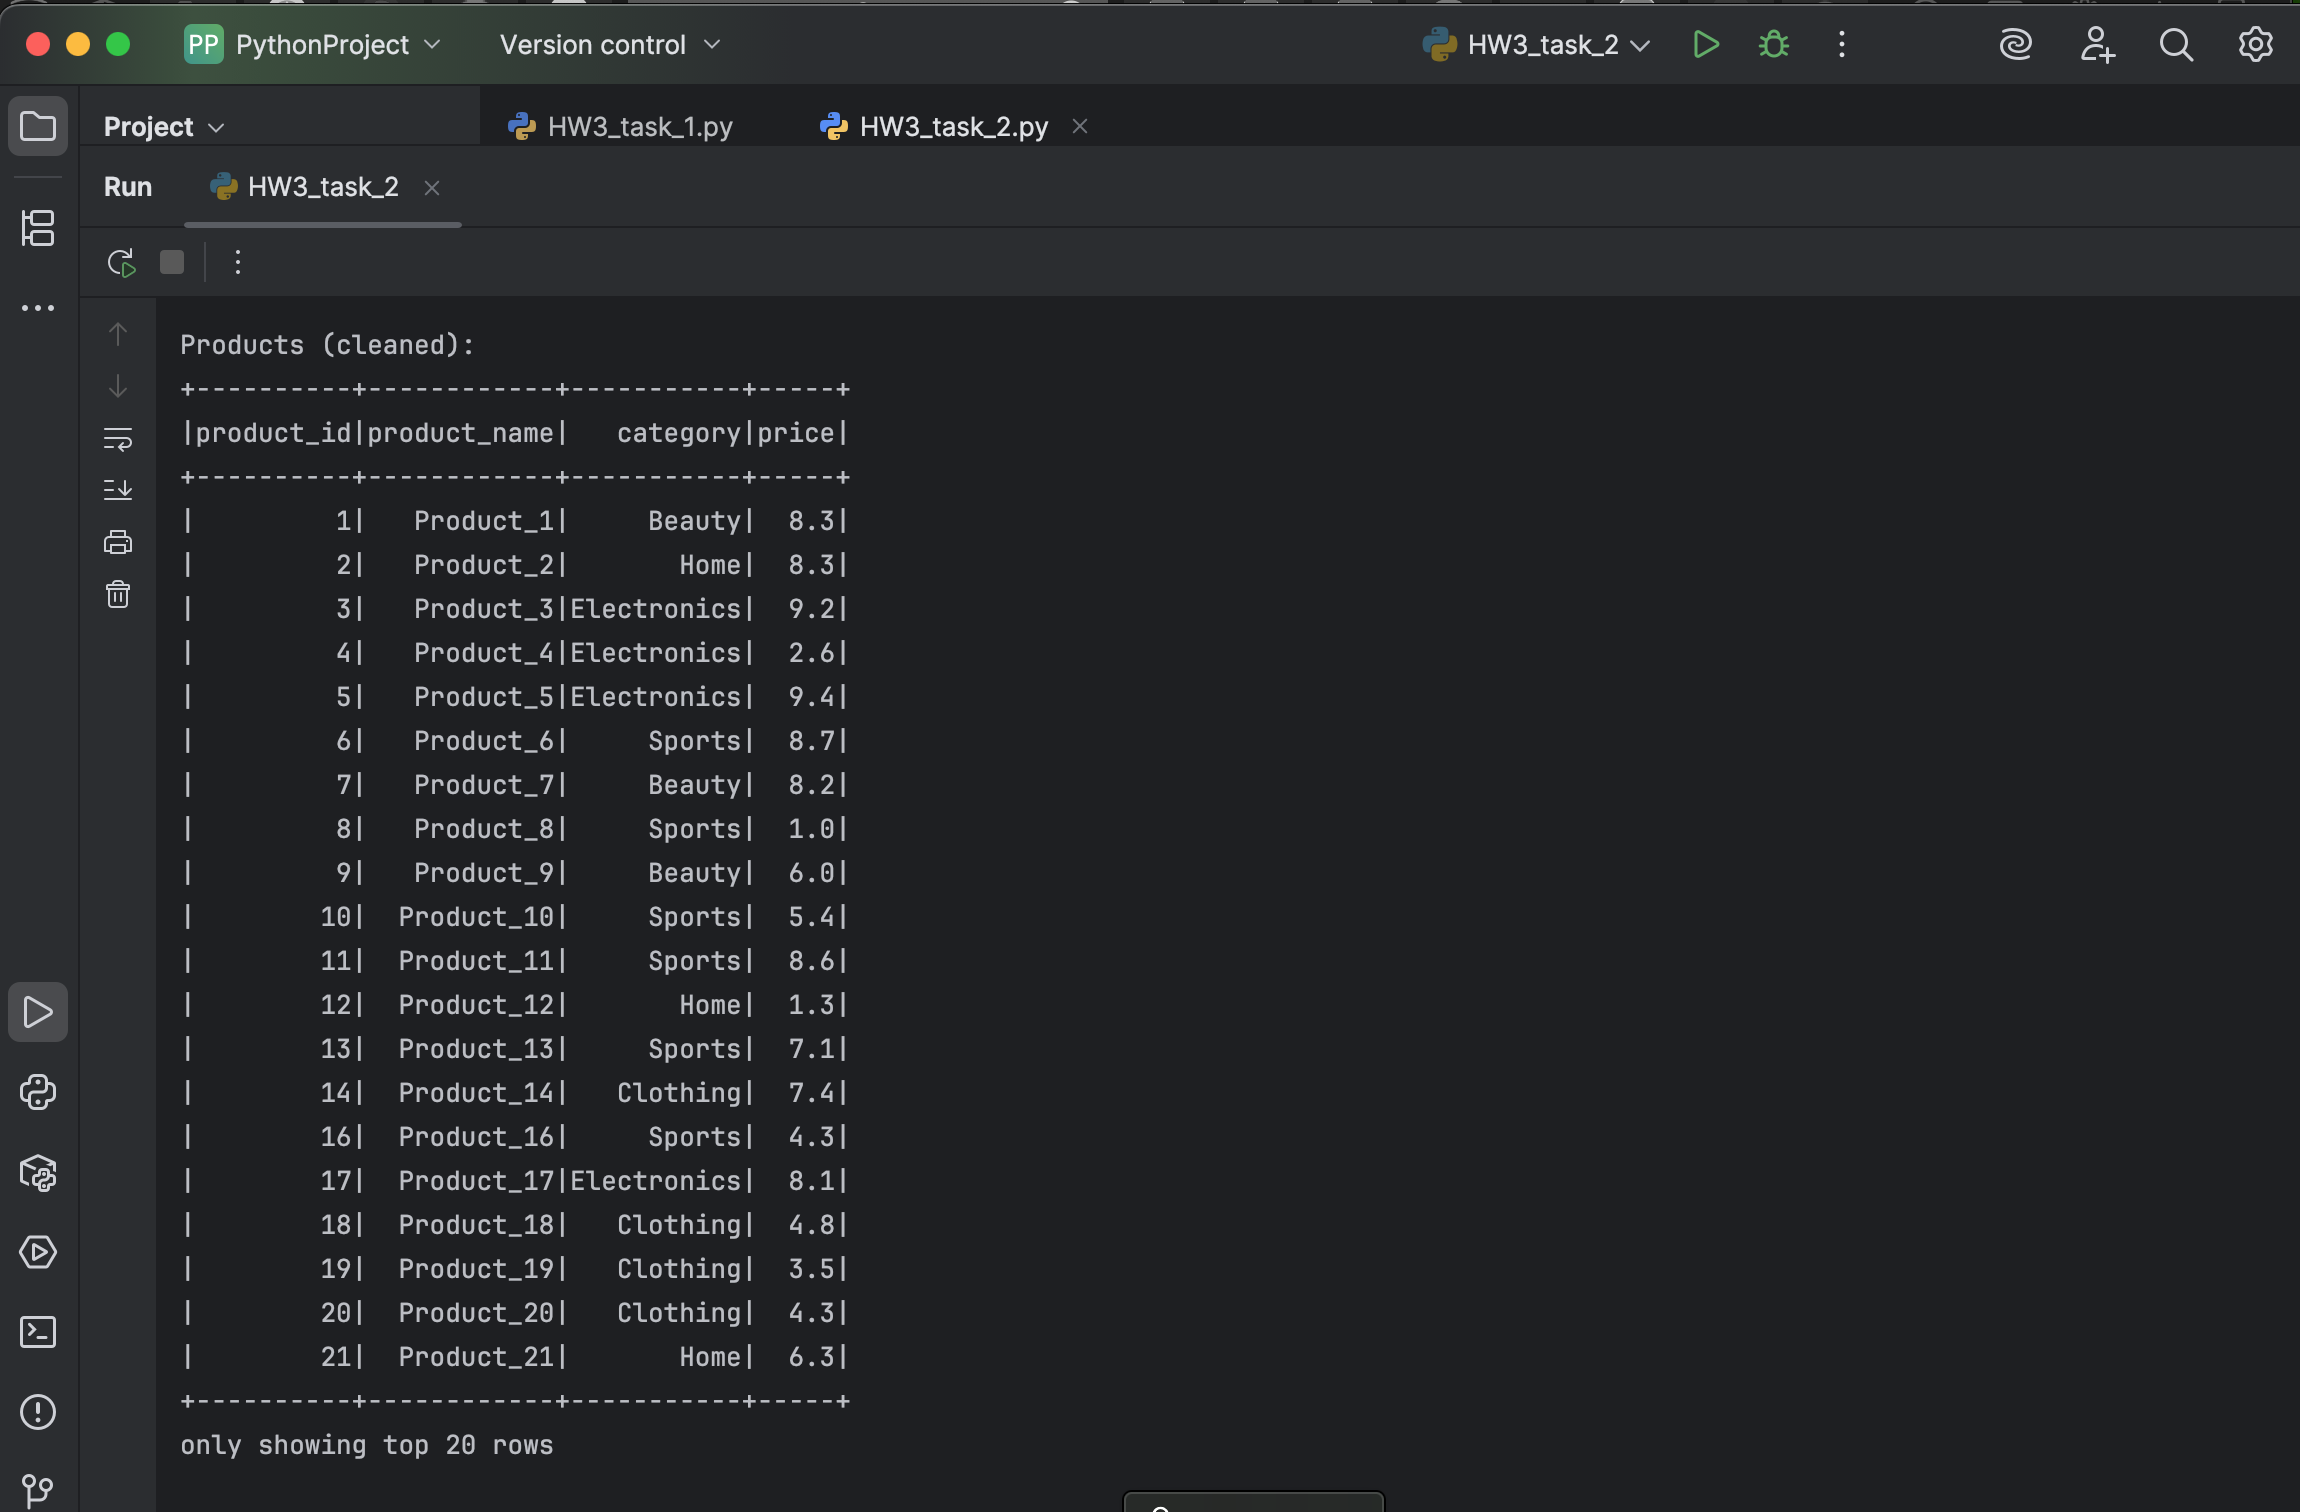 PP PythonProject Version control HW3_task_2
Project HW3_task_1.py HW3_task_2.py
Run HW3_task_2
Products (cleaned):
+----------+------------+-----------+-----+
|product_id|product_name|   category|price|
+----------+------------+-----------+-----+
|         1|   Product_1|     Beauty|  8.3|
|         2|   Product_2|       Home|  8.3|
|         3|   Product_3|Electronics|  9.2|
|         4|   Product_4|Electronics|  2.6|
|         5|   Product_5|Electronics|  9.4|
|         6|   Product_6|     Sports|  8.7|
|         7|   Product_7|     Beauty|  8.2|
|         8|   Product_8|     Sports|  1.0|
|         9|   Product_9|     Beauty|  6.0|
|        10|  Product_10|     Sports|  5.4|
|        11|  Product_11|     Sports|  8.6|
|        12|  Product_12|       Home|  1.3|
|        13|  Product_13|     Sports|  7.1|
|        14|  Product_14|   Clothing|  7.4|
|        16|  Product_16|     Sports|  4.3|
|        17|  Product_17|Electronics|  8.1|
|        18|  Product_18|   Clothing|  4.8|
|        19|  Product_19|   Clothing|  3.5|
|        20|  Product_20|   Clothing|  4.3|
|        21|  Product_21|       Home|  6.3|
+----------+------------+-----------+-----+
only showing top 20 rows